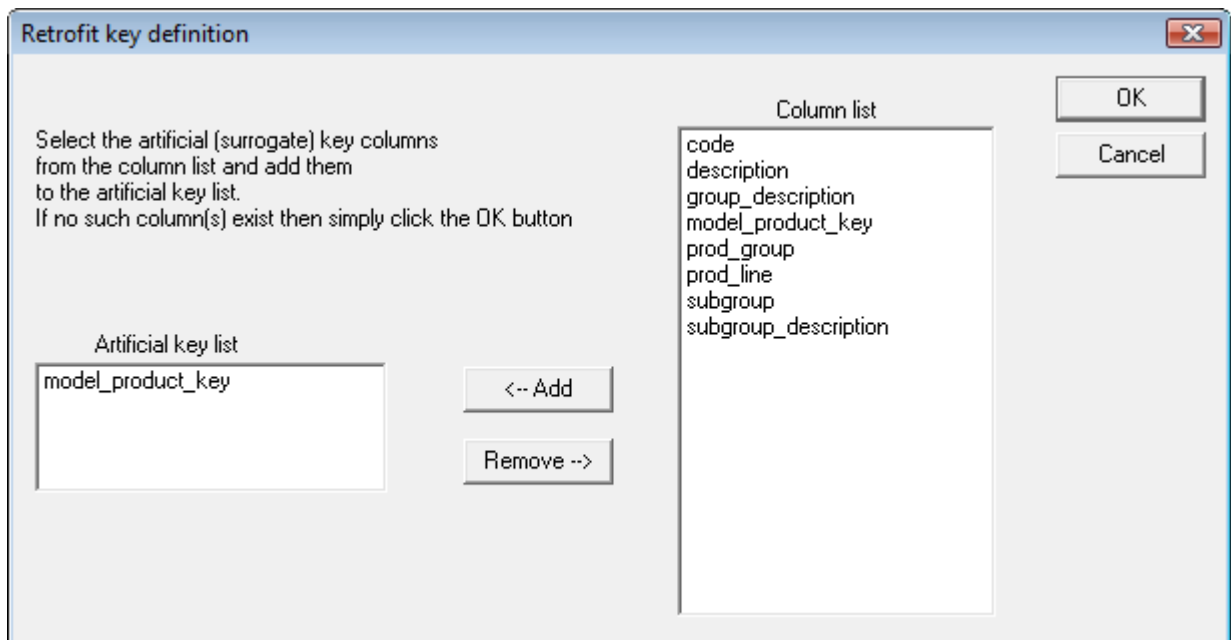 Retrofit key definition
Select the artificial (surrogate) key columns
from the column list and add them
to the artificial key list.
If no such column(s) exist then simply click the OK button
Artificial key list
model_product_key
<-- Add
Remove -->
Column list
code
description
group_description
model_product_key
prod_group
prod_line
subgroup
subgroup_description
OK
Cancel